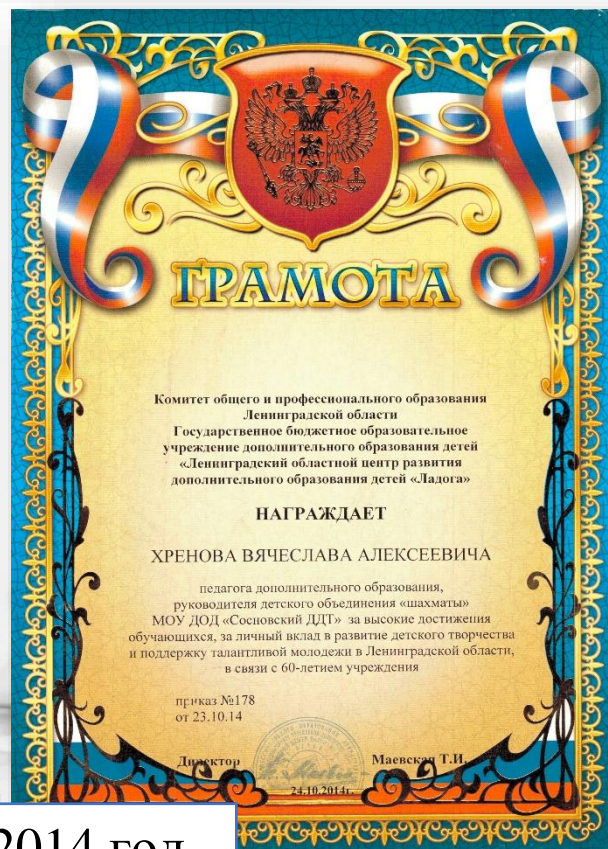 ГРАМОТА
Комитет общего и профессионального образования
Ленинградской области
Государственное бюджетное образовательное
учреждение дополнительного образования детей
«Ленинградский областной центр развития
дополнительного образования детей «Ладога»
НАГРАЖДАЕТ
ХРЕНОВА ВЯЧЕСЛАВА АЛЕКСЕЕВИЧА
педагога дополнительного образования,
руководителя детского объединения «шахматы»
МОУ ДОД «Сосновский ДДТ» за высокие достижения
обучающихся, за личный вклад в развитие детского творчества
и поддержку талантливой молодежи в Ленинградской области,
в связи с 60-летием учреждения
приказ №178
от 23.10.14
Директор Маевская Т.И.
24.10.2014г.
2014 год